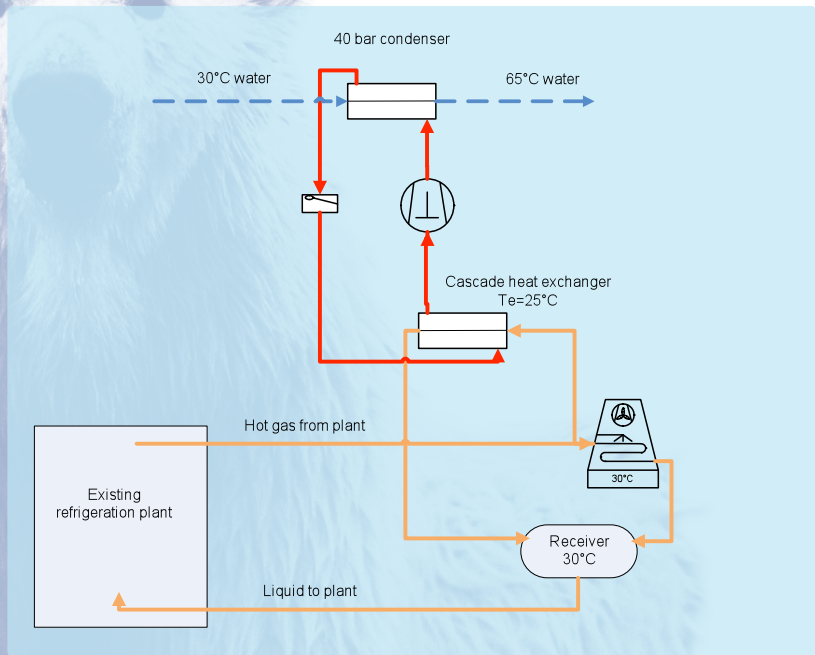 40 bar condenser
30°C water
65°C water
Cascade heat exchanger
Te=25°C
Hot gas from plant
30°C
Existing
refrigeration plant
Receiver
30°C
Liquid to plant